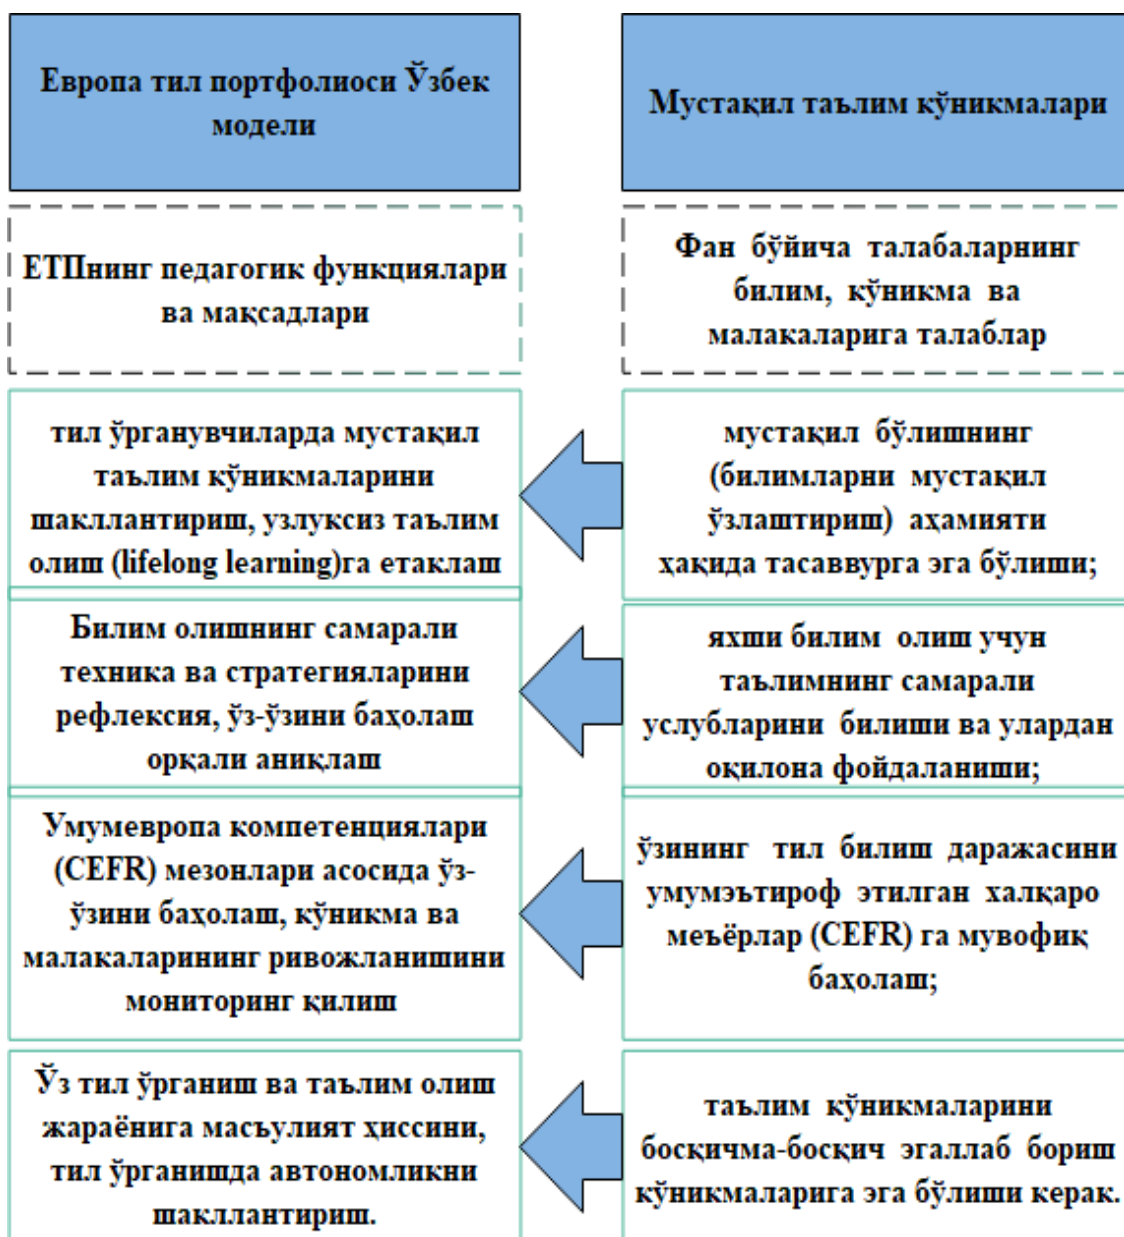 Европа тил портфолиоси Ўзбек
модели
Мустақил таълим кўникмалари
ЕТПнинг педагогик функциялари
ва мақсадлари
Фан бўйича талабаларнинг
билим, кўникма ва
малакаларига талаблар
тил ўрганувчиларда мустақил
таълим кўникмаларини
шакллантириш, узлуксиз таълим
олиш (lifelong learning)га етаклаш
мустақил бўлишнинг
(билимларни мустақил
ўзлаштириш) аҳамияти
ҳақида тасаввурга эга бўлиши;
Билим олишнинг самарали
техника ва стратегияларини
рефлексия, ўз-ўзини баҳолаш
орқали аниқлаш
яхши билим олиш учун
таълимнинг самарали
услубларини билиши ва улардан
оқилона фойдаланиши;
Умумевропа компетенциялари
(CEFR) мезонлари асосида ўз-
ўзини баҳолаш, кўникма ва
малакаларининг ривожланишини
мониторинг қилиш
ўзининг тил билиш даражасини
умумэътироф этилган халқаро
меъёрлар (CEFR) га мувофиқ
баҳолаш;
Ўз тил ўрганиш ва таълим олиш
жараёнига масъулият ҳиссини,
тил ўрганишда автономликни
шакллантириш.
таълим кўникмаларини
босқичма-босқич эгаллаб бориш
кўникмаларига эга бўлиши керак.